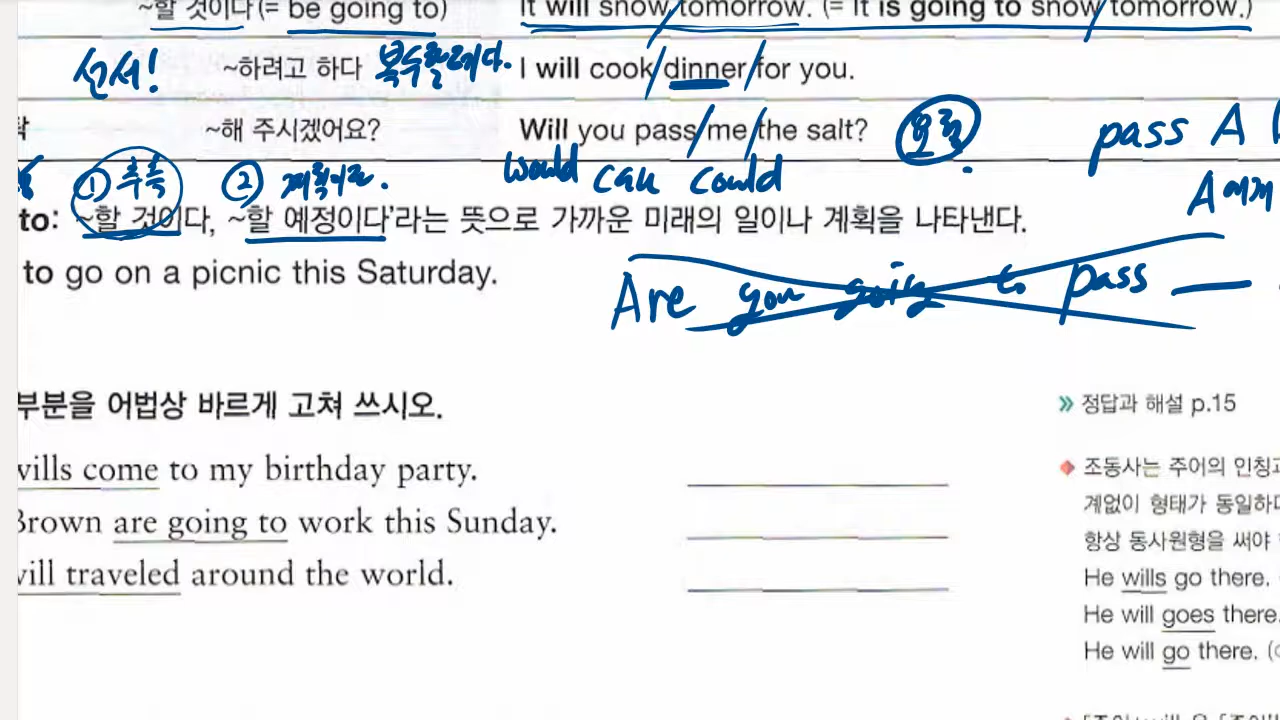 ~할 것이다(= be going to) It will snow tomorrow. (= It is going to snow tomorrow.)
선서! ~하려고 하다 I will cook dinner for you.
~해 주시겠어요? Will you pass me the salt? pass A
would can could
① 추측 ② A에게
to: ~할 것이다, ~할 예정이다'라는 뜻으로 가까운 미래의 일이나 계획을 나타낸다.
to go on a picnic this Saturday.
Are you going to pass
부분을 어법상 바르게 고쳐 쓰시오.
» 정답과 해설 p.15
wills come to my birthday party.
Brown are going to work this Sunday.
will traveled around the world.
조동사는 주어의 인칭과
계없이 형태가 동일하다
항상 동사원형을 써야
He wills go there.
He will goes there.
He will go there.